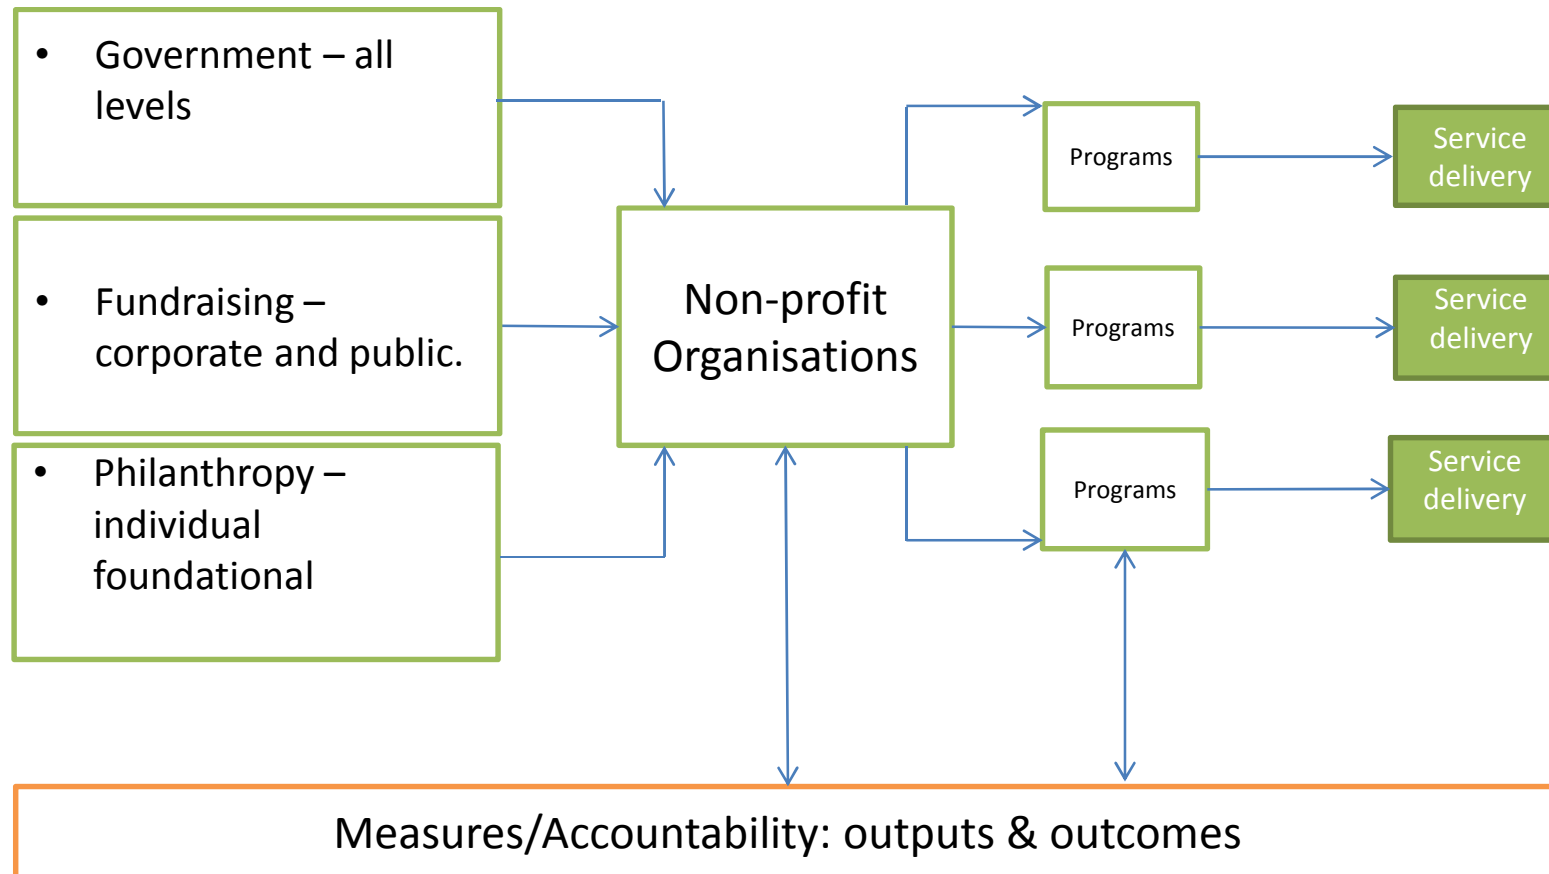 • Government – all
levels
• Fundraising –
corporate and public.
• Philanthropy –
individual
foundational
Non-profit
Organisations
Programs
Service
delivery
Programs
Service
delivery
Programs
Service
delivery
Measures/Accountability: outputs & outcomes